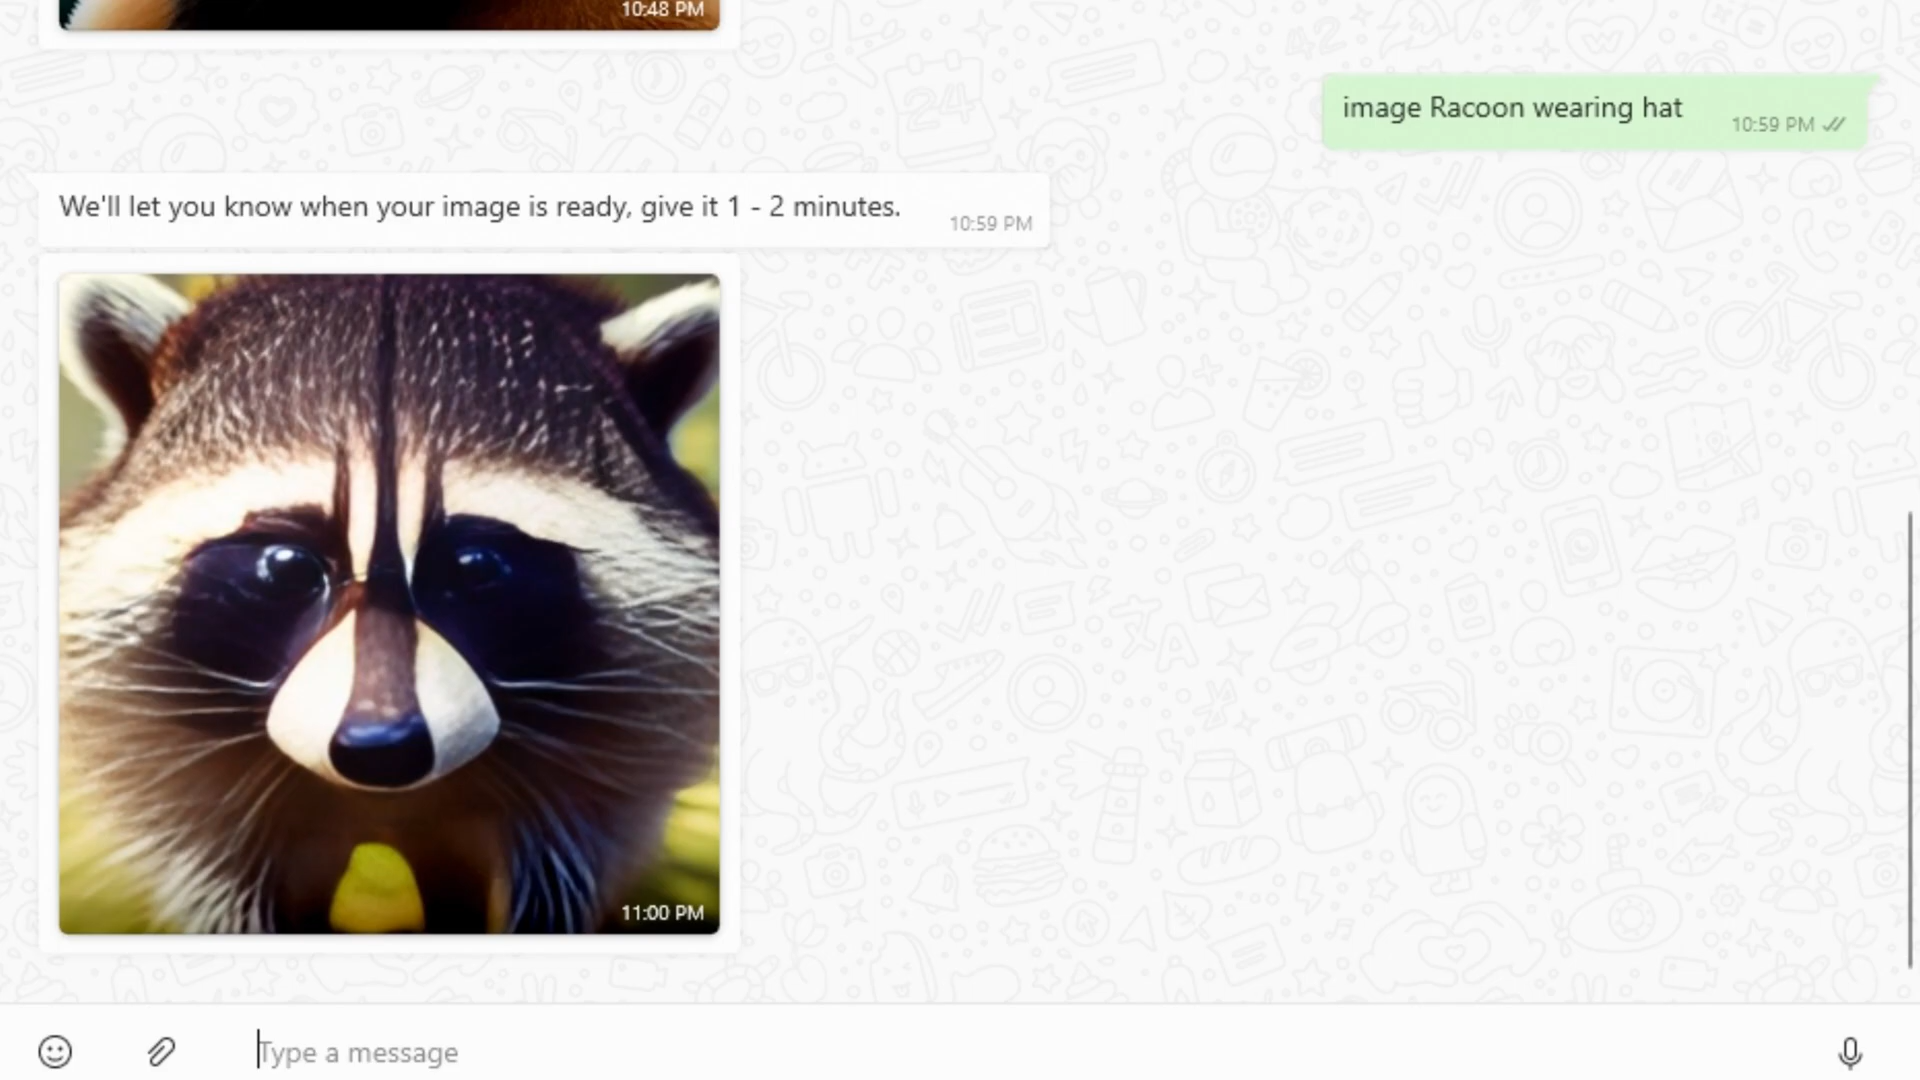 10:48 PM
image Racoon wearing hat
10:59 PM
We'll let you know when your image is ready, give it 1 - 2 minutes.
10:59 PM
11:00 PM
Type a message